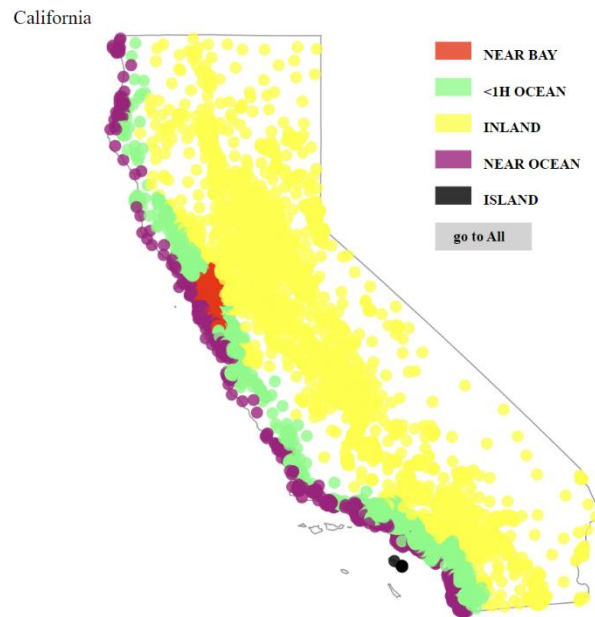 California
NEAR BAY
<1H OCEAN
INLAND
NEAR OCEAN
ISLAND
go to All